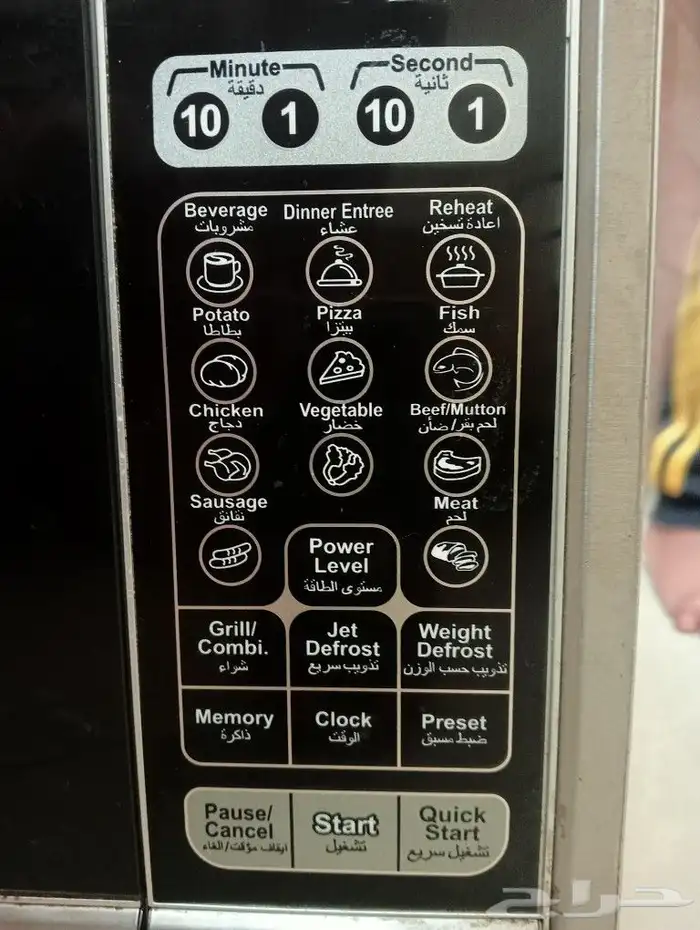 Minute Second
دقيقة ثانية
10 1 10 1
Beverage Dinner Entree Reheat
مشروبات عشاء اعادة تسخين
Potato Pizza Fish
بطاطا بيتزا سمك
Chicken Vegetable Beef/Mutton
دجاج خضار لحم بقر/ضأن
Sausage Meat
نقانق لحم
Power
Level
مستوى الطاقة
Grill/
Combi.
شواء
Jet
Defrost
تذويب سريع
Weight
Defrost
تذويب حسب الوزن
Memory Clock Preset
ذاكرة الوقت ضبط مسبق
Pause/
Cancel
ايقاف مؤقت/الغاء
Start
تشغيل
Quick
Start
تشغيل سريع
حراج